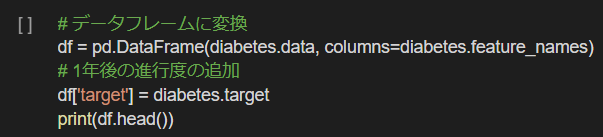 [ ] # データフレームに変換
df = pd.DataFrame(diabetes.data, columns=diabetes.feature_names)
# 1年後の進行度の追加
df['target'] = diabetes.target
print(df.head())